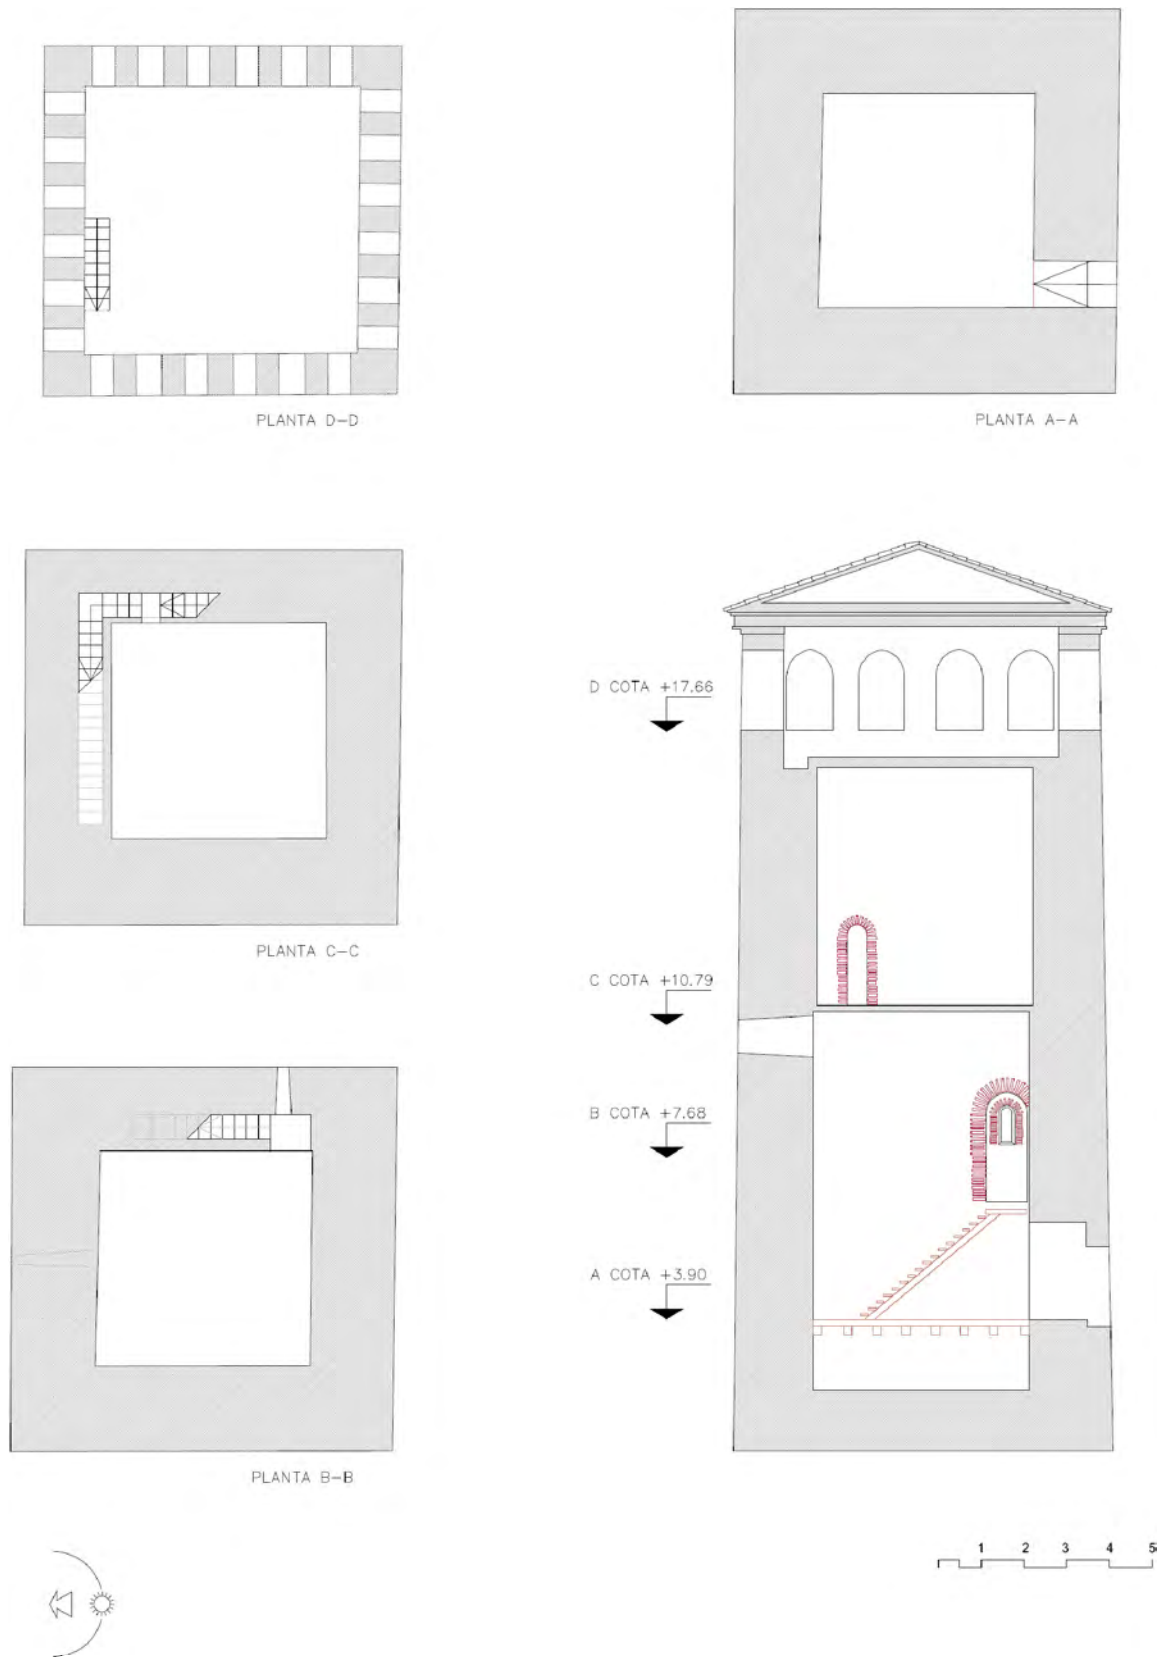 PLANTA D-D
PLANTA A-A
D COTA +17.66
PLANTA C-C
C COTA +10.79
B COTA +7.68
A COTA +3.90
PLANTA B-B
1 2 3 4 5